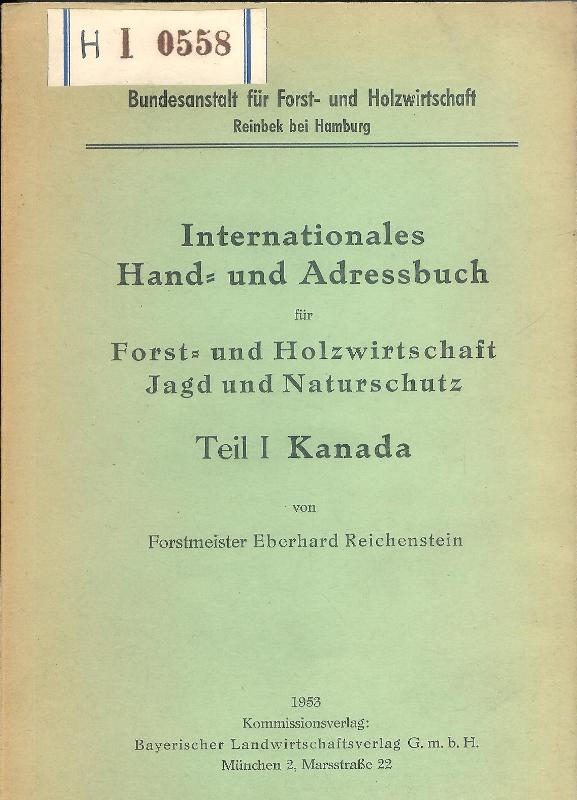 H I 0558
Bundesanstalt für Forst- und Holzwirtschaft
Reinbek bei Hamburg
Internationales
Hand- und Adressbuch
für
Forst- und Holzwirtschaft
Jagd und Naturschutz
Teil I Kanada
von
Forstmeister Eberhard Reichenstein
1953
Kommissionsverlag:
Bayerischer Landwirtschaftsverlag G. m. b. H.
München 2, Marsstraße 22